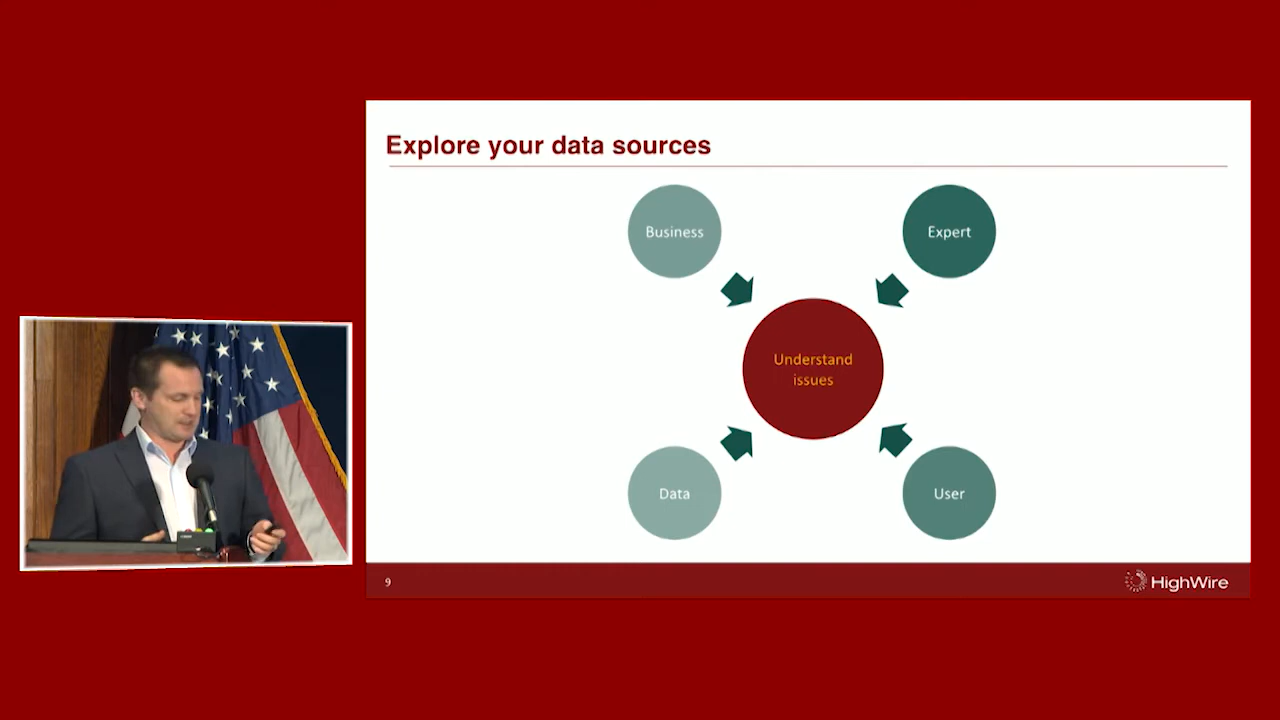 Explore your data sources
Business
Expert
Understand
issues
Data
User
9
HighWire